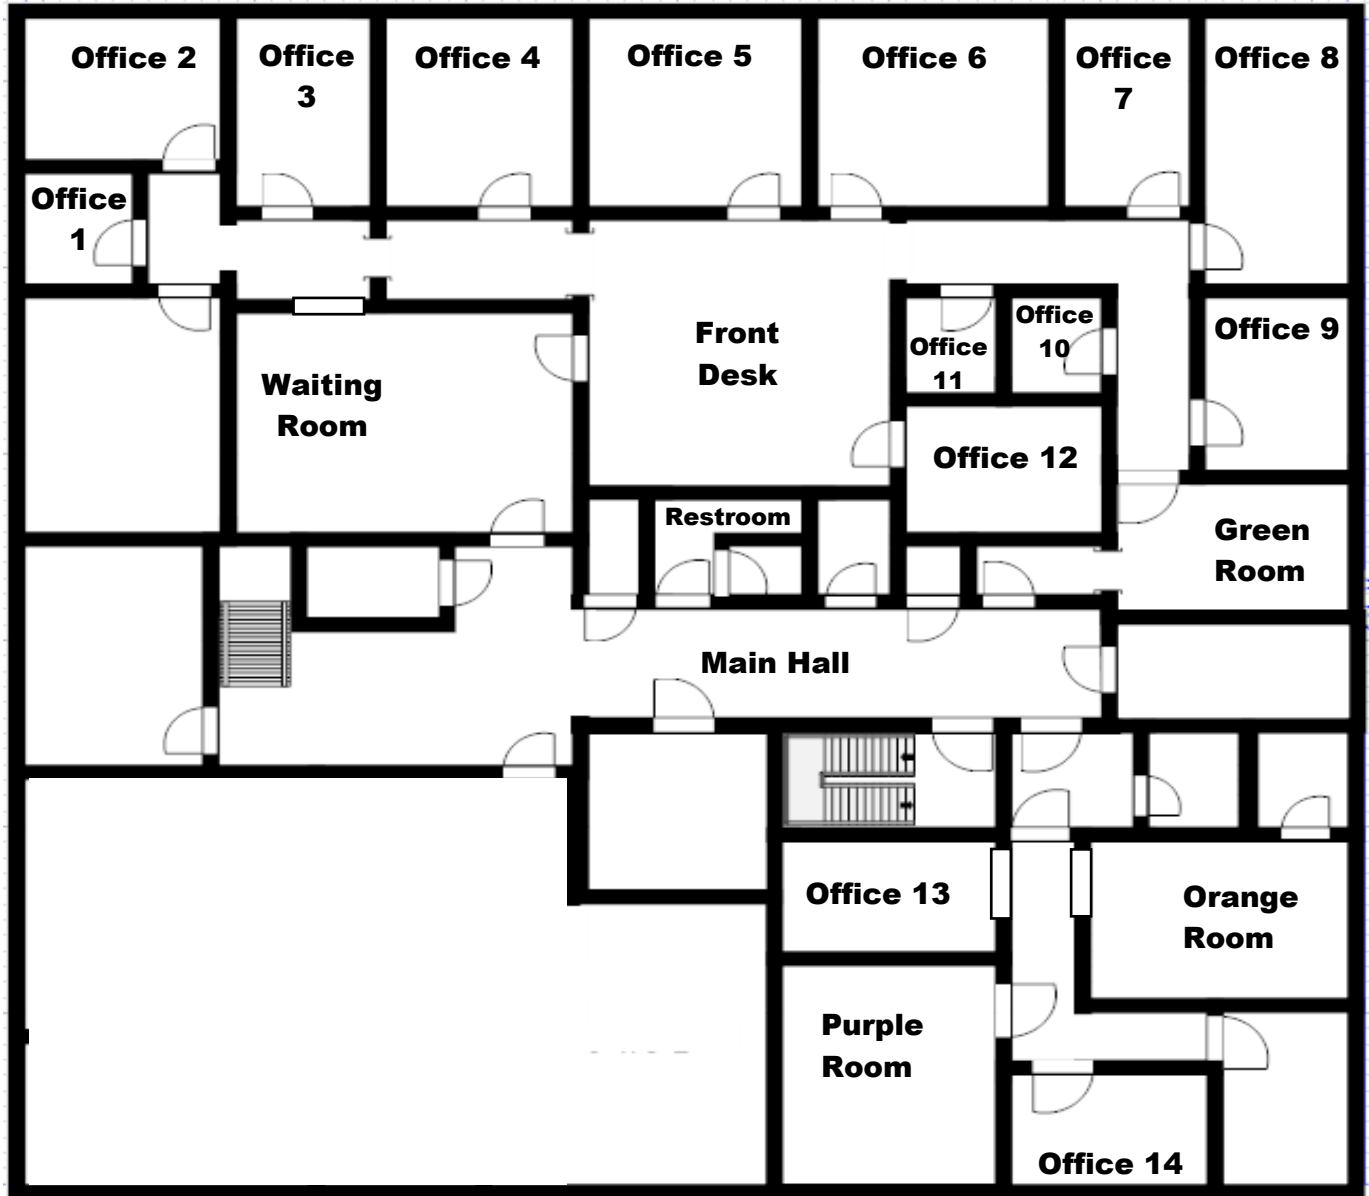 Office 2
Office
3
Office 4
Office 5
Office 6
Office
7
Office 8
Office
1
Front
Desk
Office
10
Office
11
Office 9
Waiting
Room
Office 12
Restroom
Green
Room
Main Hall
Office 13
Orange
Room
Purple
Room
Office 14